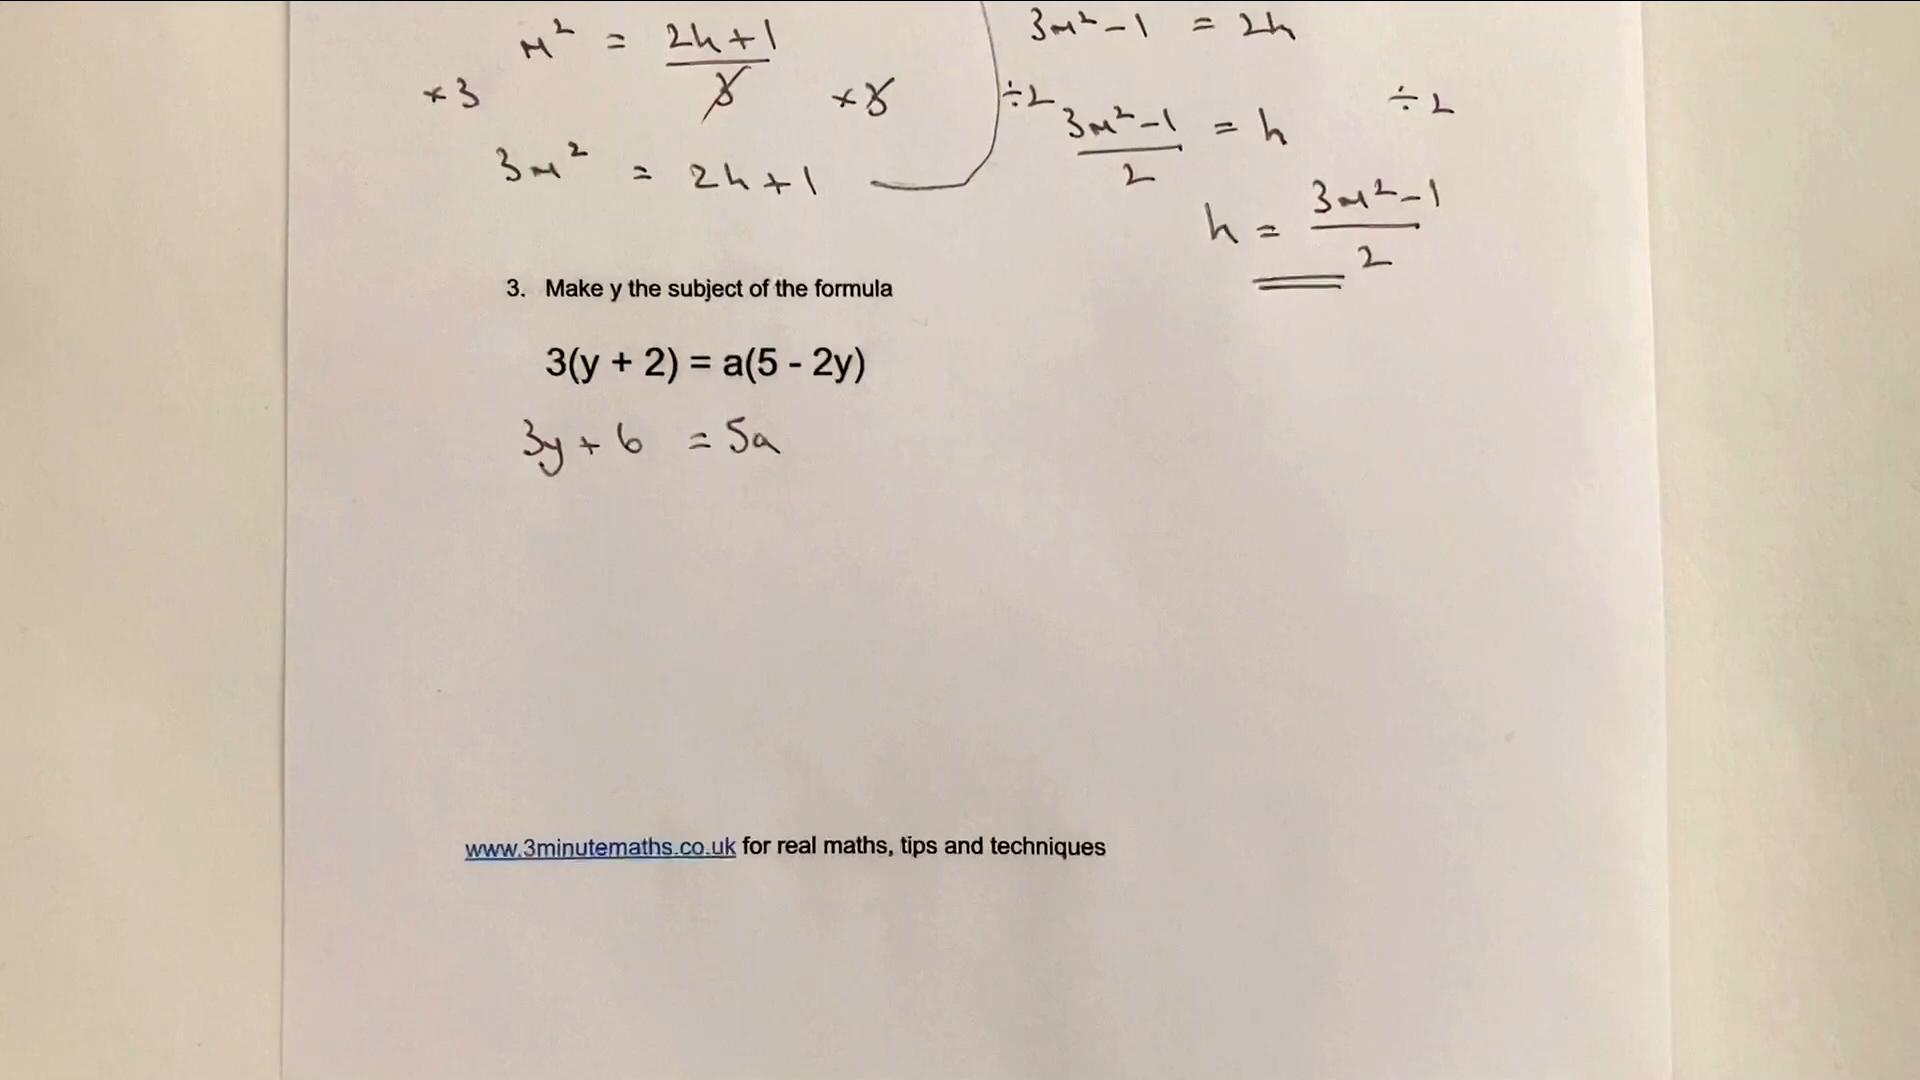 m² = 2h+1 / 3
×3 ×3
3m² = 2h+1
3m²-1 = 2h
÷2 ÷2
3m²-1 / 2 = h
h = 3m²-1 / 2
3. Make y the subject of the formula
3(y + 2) = a(5 - 2y)
3y + 6 = 5a
www.3minutemaths.co.uk for real maths, tips and techniques